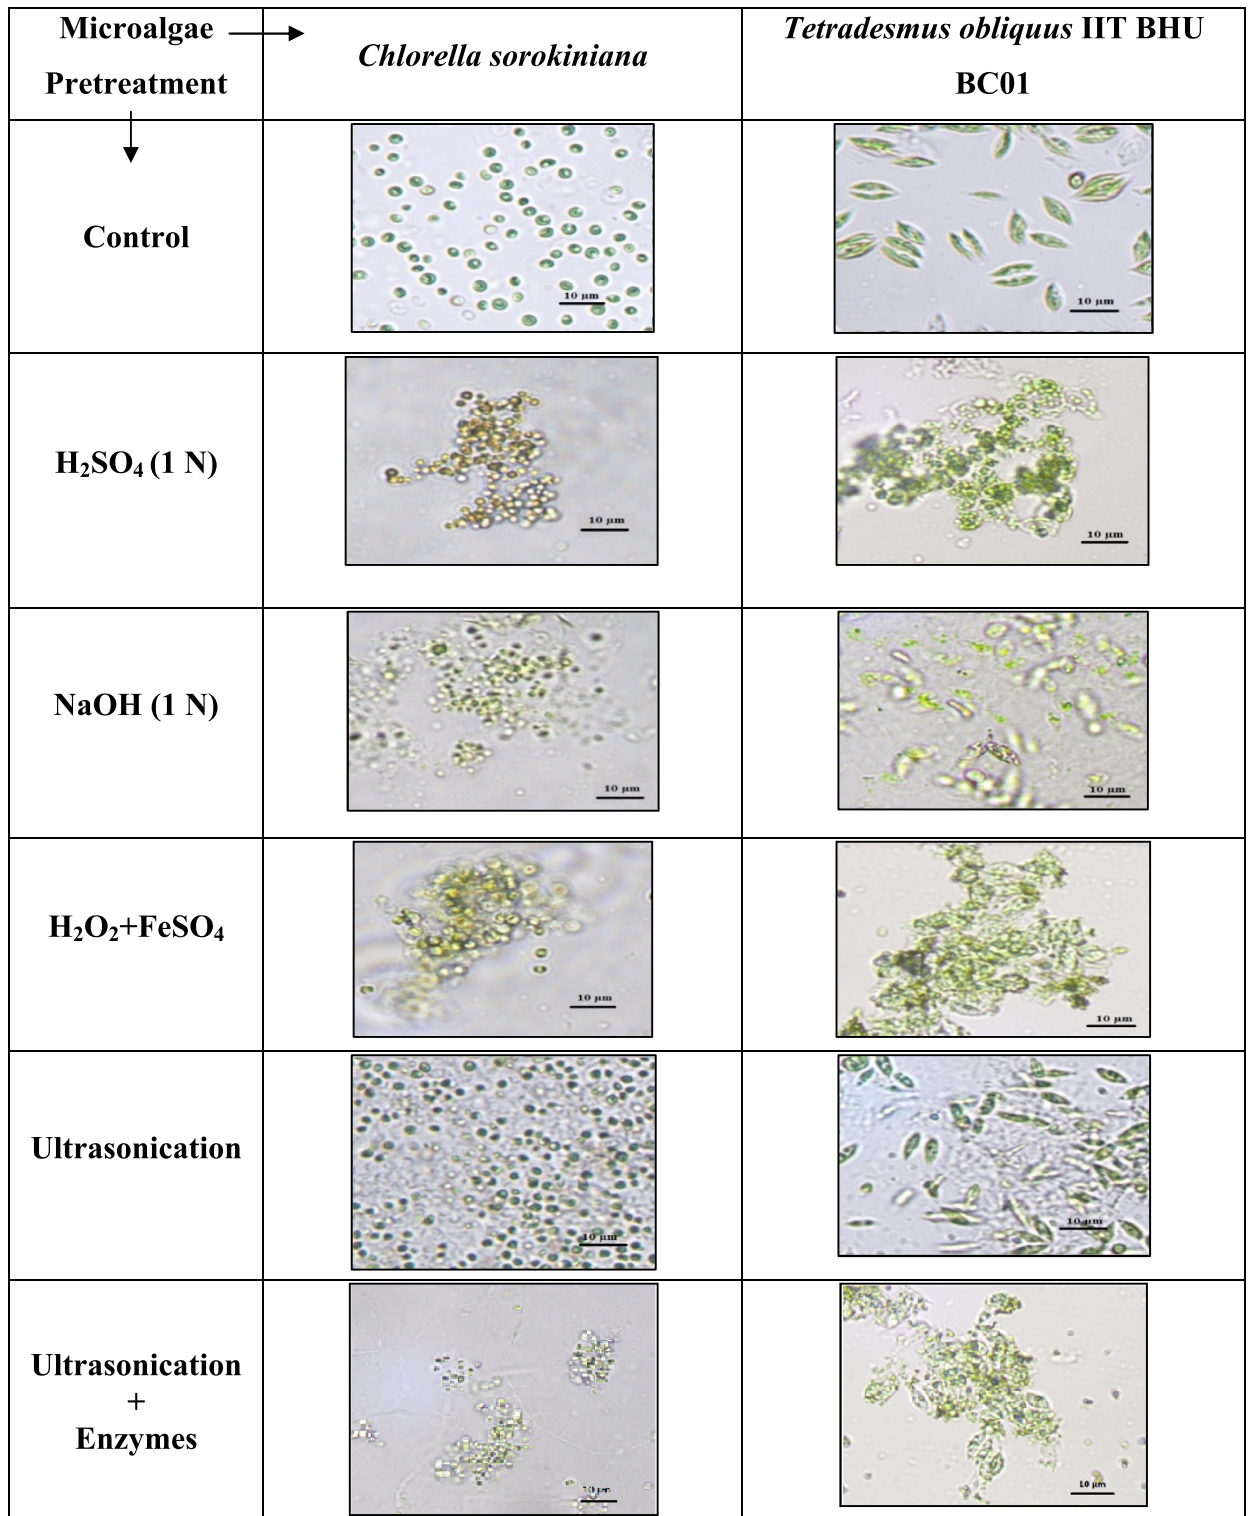 Microalgae
Pretreatment
Chlorella sorokiniana
Tetradesmus obliquus IIT BHU
BC01
Control
10 µm
10 µm
H₂SO₄ (1 N)
10 µm
10 µm
NaOH (1 N)
10 µm
10 µm
H₂O₂+FeSO₄
10 µm
10 µm
Ultrasonication
10 µm
10 µm
Ultrasonication
+
Enzymes
10 µm
10 µm